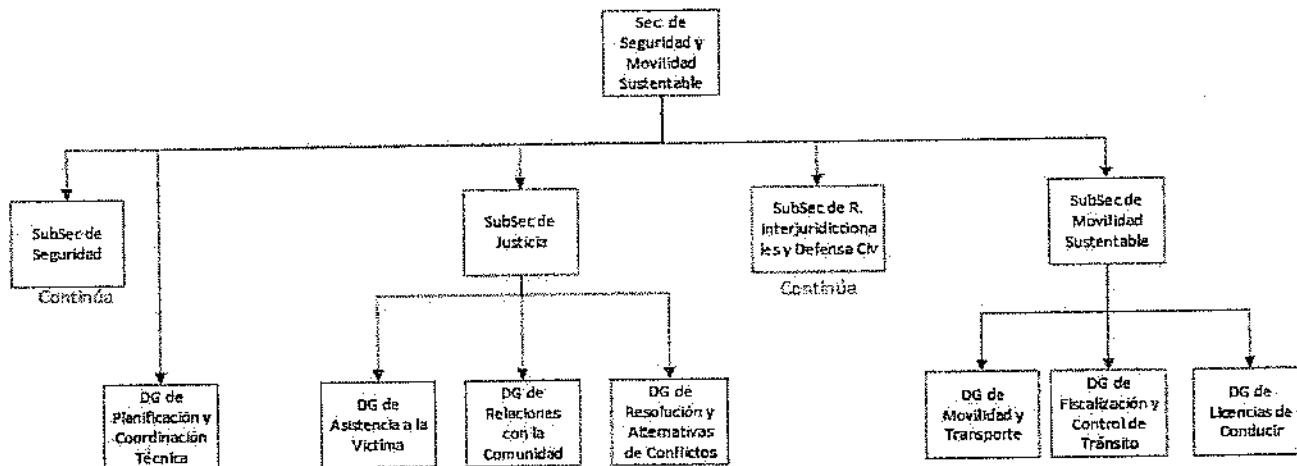 Sec. de
Seguridad y
Movilidad
Sustentable
SubSec de
Seguridad
Continúa
SubSec de
Justicia
SubSec de R.
Interjuridicciona
les y Defensa Civ
Continúa
SubSec de
Movilidad
Sustentable
DG de
Planificación y
Coordinación
Técnica
DG de
Asistencia a la
Víctima
DG de
Relaciones
con la
Comunidad
DG de
Resolución y
Alternativas
de Conflictos
DG de
Movilidad y
Transporte
DG de
Fiscalización y
Control de
Tránsito
DG de
Licencias de
Conducir